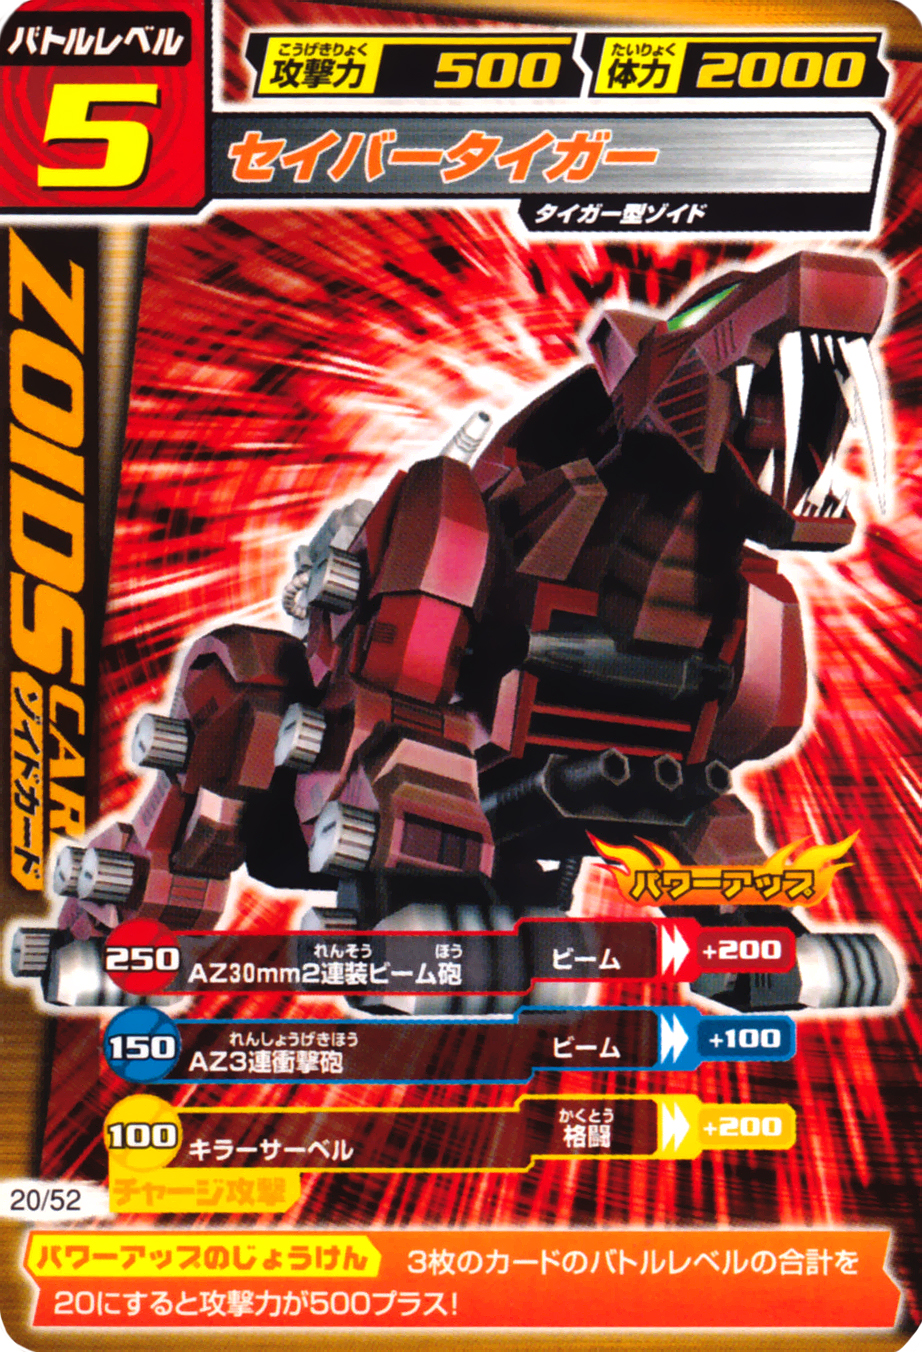 バトルレベル
5
こうげきりょく
攻撃力 500
たいりょく
体力 2000
セイバータイガー
タイガー型ゾイド
ZOIDS CARD
ゾイドカード
パワーアップ
れんそう ほう
250 AZ30mm2連装ビーム砲 ビーム +200
れんしょうげきほう
150 AZ3連衝撃砲 ビーム +100
かくとう
100 キラーサーベル 格闘 +200
チャージ攻撃
20/52
パワーアップのじょうけん 3枚のカードのバトルレベルの合計を
20にすると攻撃力が500プラス!